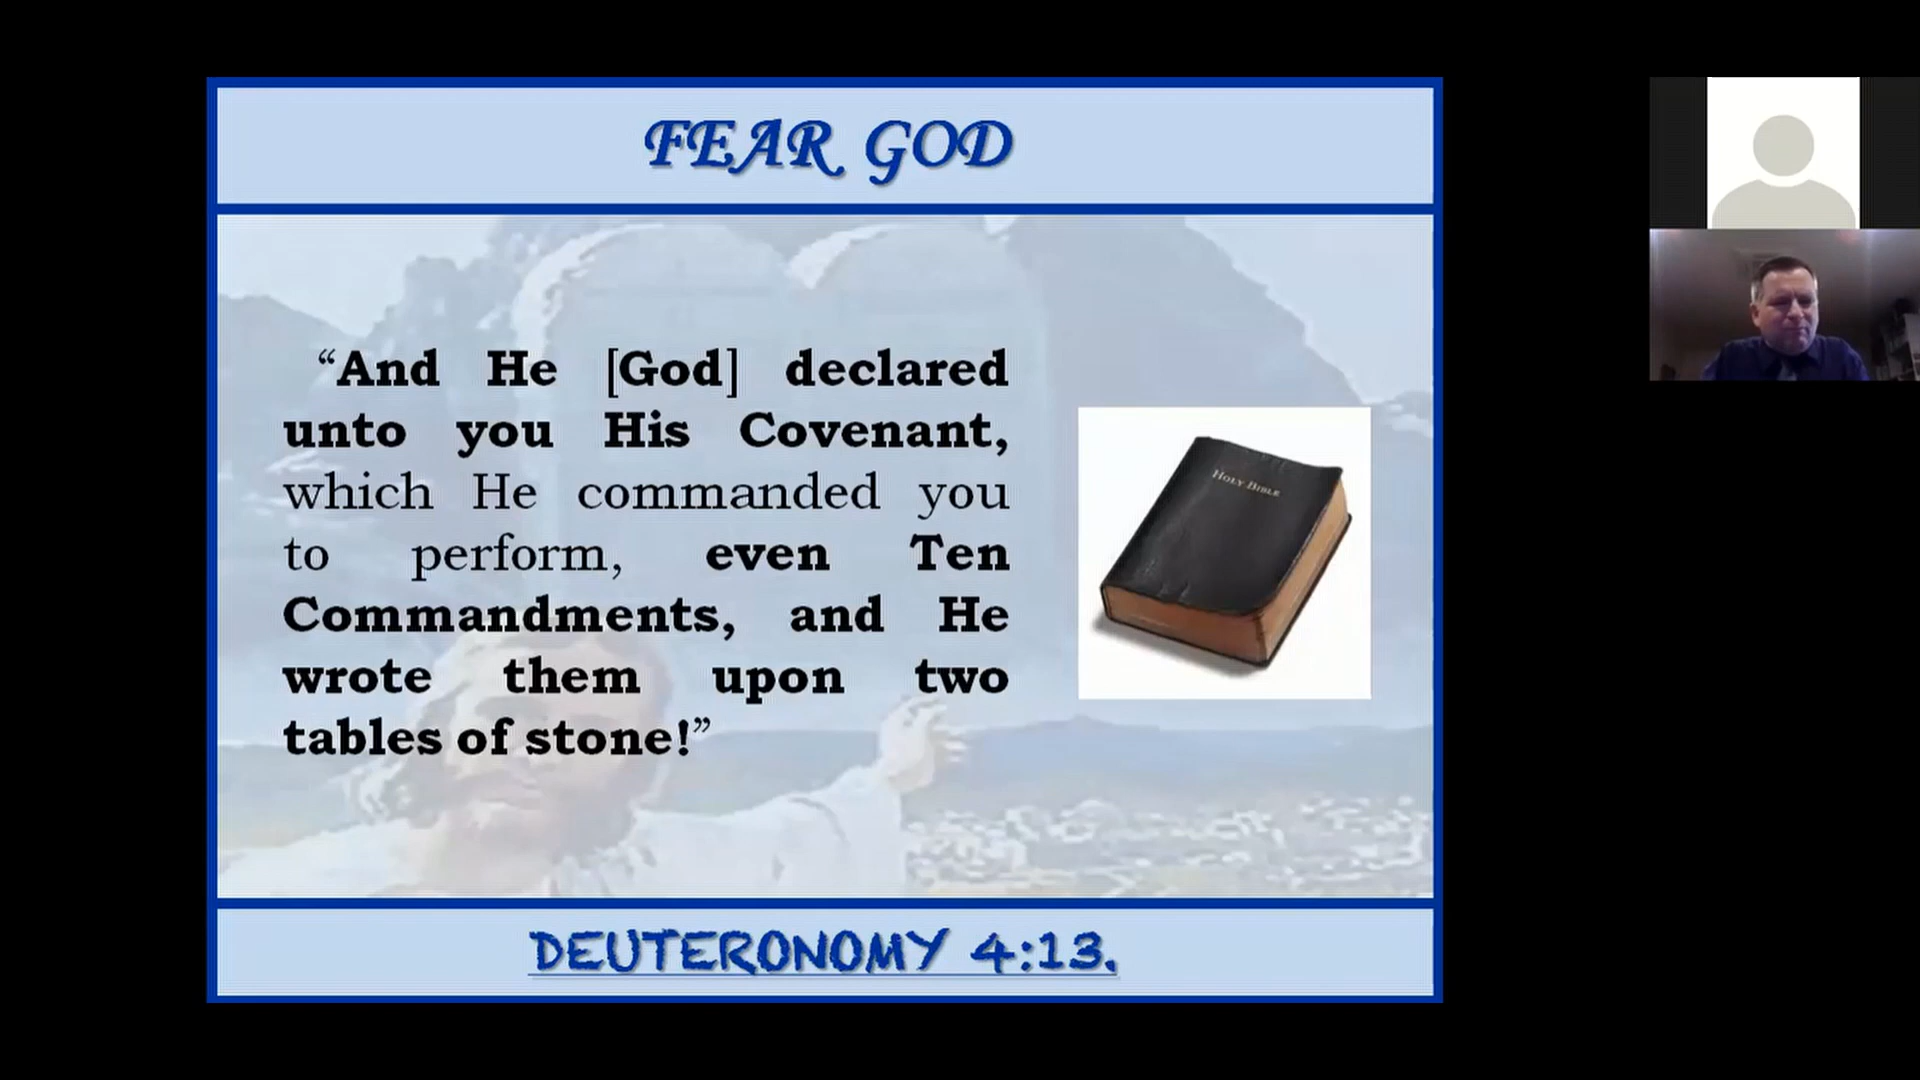 FEAR GOD
“And He [God] declared
unto you His Covenant,
which He commanded you
to perform, even Ten
Commandments, and He
wrote them upon two
tables of stone!”
HOLY BIBLE
DEUTERONOMY 4:13.